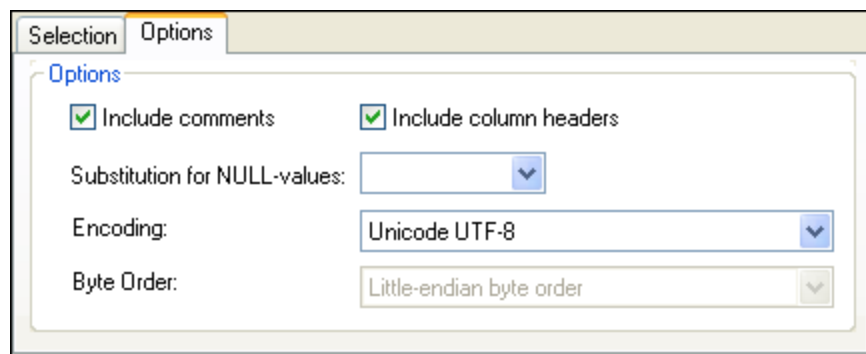 Selection Options
Options
Include comments Include column headers
Substitution for NULL-values:
Encoding: Unicode UTF-8
Byte Order: Little-endian byte order